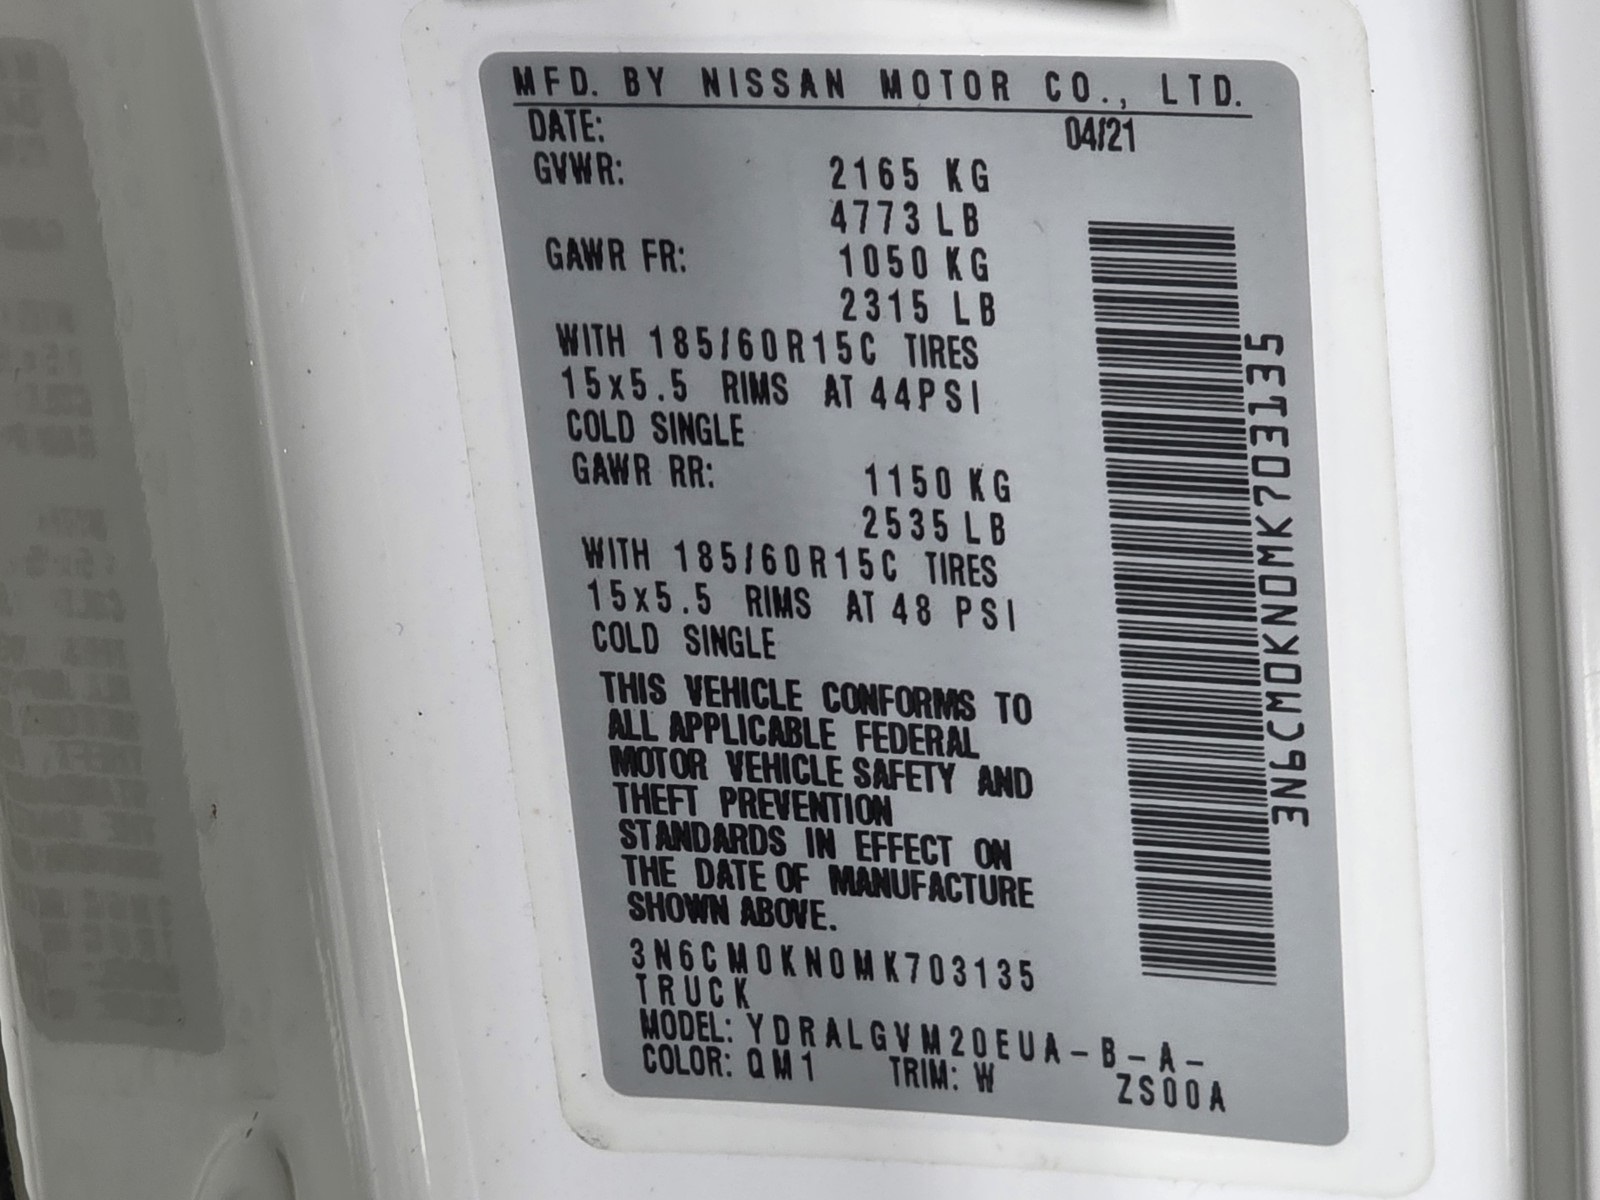 MFD. BY NISSAN MOTOR CO., LTD.
DATE: 04/21
GVWR: 2165 KG
4773 LB
GAWR FR: 1050 KG
2315 LB
WITH 185/60R15C TIRES
15x5.5 RIMS AT 44PSI
COLD SINGLE
GAWR RR: 1150 KG
2535 LB
WITH 185/60R15C TIRES
15x5.5 RIMS AT 48 PSI
COLD SINGLE
THIS VEHICLE CONFORMS TO
ALL APPLICABLE FEDERAL
MOTOR VEHICLE SAFETY AND
THEFT PREVENTION
STANDARDS IN EFFECT ON
THE DATE OF MANUFACTURE
SHOWN ABOVE.
3N6CM0KN0MK703135
TRUCK
MODEL: YDRALGVM20EUA-B-A-
COLOR: QM1 TRIM: W ZS00A
3N6CM0KN0MK703135